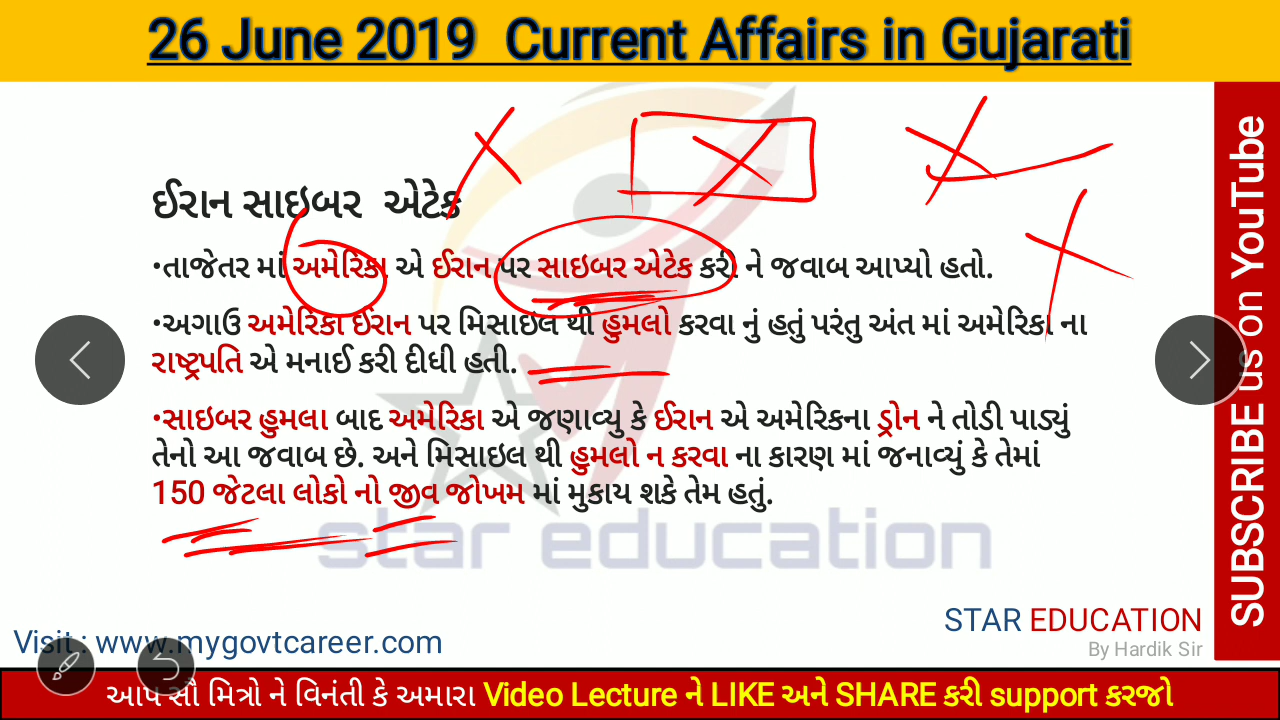 26 June 2019 Current Affairs in Gujarati
ઈરાન સાઇબર એટેક
•તાજેતર માં અમેરિકા એ ઈરાન પર સાઇબર એટેક કરી ને જવાબ આપ્યો હતો.
•અગાઉ અમેરિકા ઈરાન પર મિસાઇલ થી હુમલો કરવા નું હતું પરંતુ અંત માં અમેરિકા ના
રાષ્ટ્રપતિ એ મનાઈ કરી દીધી હતી.
•સાઇબર હુમલા બાદ અમેરિકા એ જણાવ્યુ કે ઈરાન એ અમેરિકના ડ્રોન ને તોડી પાડ્યું
તેનો આ જવાબ છે. અને મિસાઇલ થી હુમલો ન કરવા ના કારણ માં જનાવ્યું કે તેમાં
150 જેટલા લોકો નો જીવ જોખમ માં મુકાય શકે તેમ હતું.
star education
STAR EDUCATION
By Hardik Sir
Visit : www.mygovtcareer.com
આપ સૌ મિત્રો ને વિનંતી કે અમારા Video Lecture ને LIKE અને SHARE કરી support કરજો
SUBSCRIBE us on YouTube